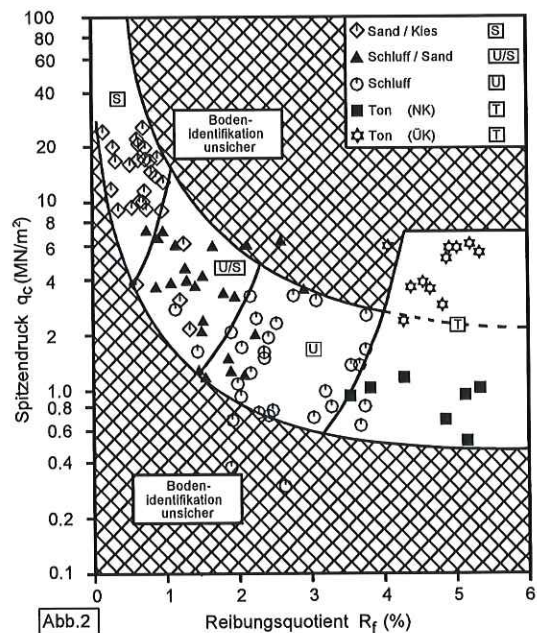 100
80
60
40
20
10
8
6
4
2
1.0
0.8
0.6
0.4
0.2
0.1
Spitzendruck q_c (MN/m²)
Sand / Kies S
Schluff / Sand U/S
Schluff U
Ton (NK) T
Ton (ÜK) T
S
Boden-
identifikation
unsicher
U/S
U
T
Boden-
identifikation
unsicher
0 1 2 3 4 5 6
Abb.2
Reibungsquotient R_f (%)